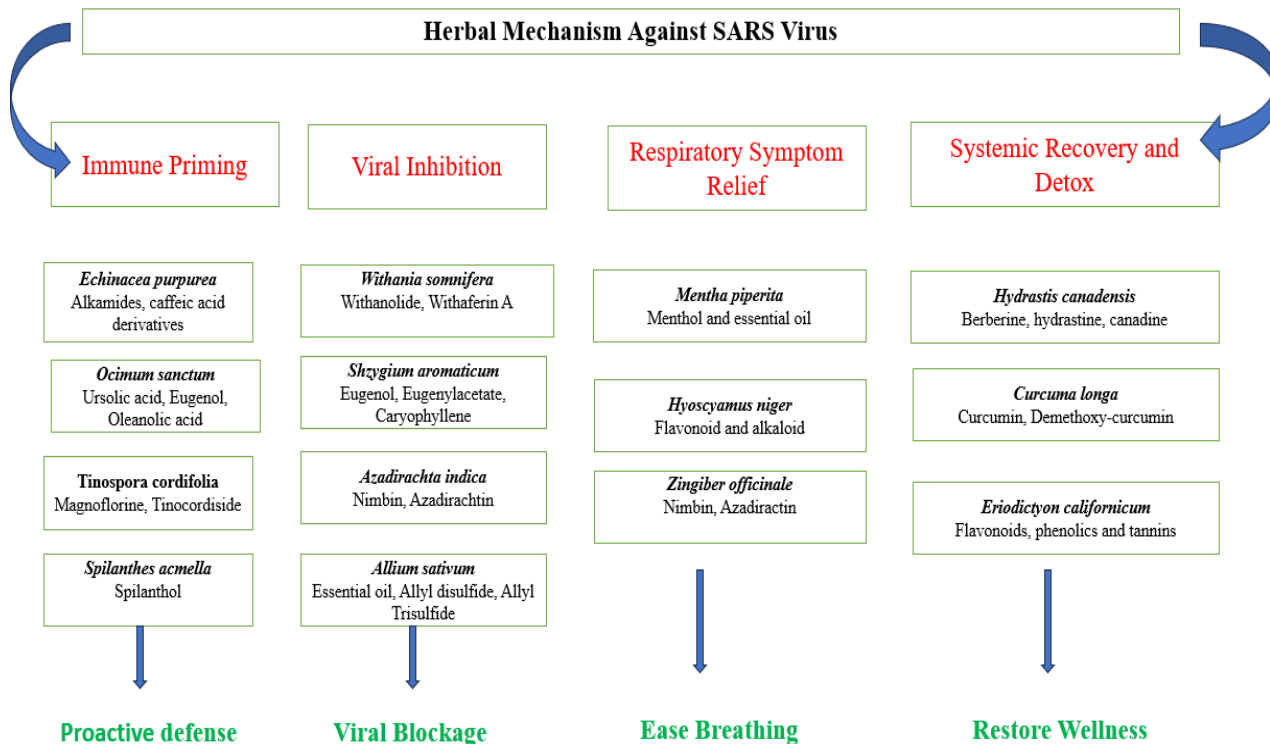 Herbal Mechanism Against SARS Virus
Immune Priming
Echinacea purpurea
Alkamides, caffeic acid
derivatives
Ocimum sanctum
Ursolic acid, Eugenol,
Oleanolic acid
Tinospora cordifolia
Magnoflorine, Tinocordiside
Spilanthes acmella
Spilanthol
Proactive defense
Viral Inhibition
Withania somnifera
Withanolide, Withaferin A
Shzygium aromaticum
Eugenol, Eugenylacetate,
Caryophyllene
Azadirachta indica
Nimbin, Azadirachtin
Allium sativum
Essential oil, Allyl disulfide, Allyl
Trisulfide
Viral Blockage
Respiratory Symptom
Relief
Mentha piperita
Menthol and essential oil
Hyoscyamus niger
Flavonoid and alkaloid
Zingiber officinale
Nimbin, Azadiractin
Ease Breathing
Systemic Recovery and
Detox
Hydrastis canadensis
Berberine, hydrastine, canadine
Curcuma longa
Curcumin, Demethoxy-curcumin
Eriodictyon californicum
Flavonoids, phenolics and tannins
Restore Wellness